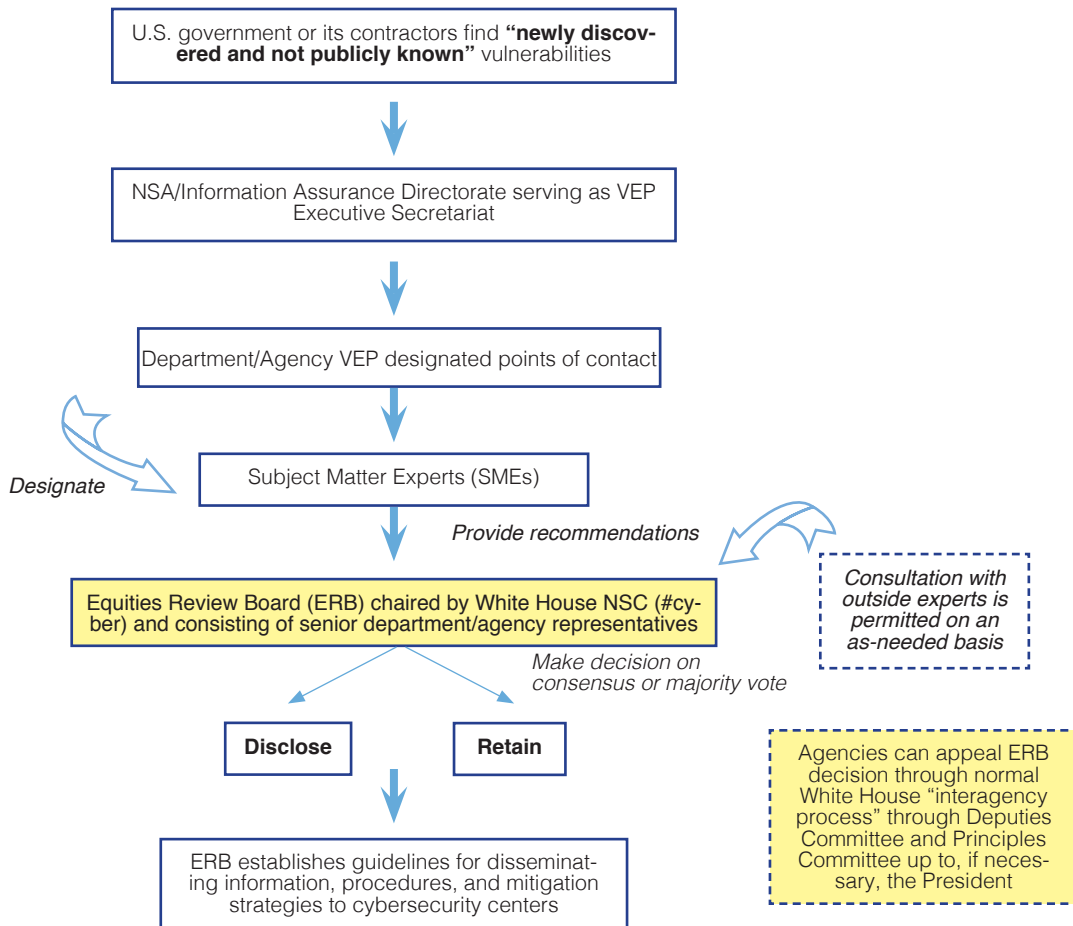 U.S. government or its contractors find “newly discov-
ered and not publicly known” vulnerabilities
NSA/Information Assurance Directorate serving as VEP
Executive Secretariat
Department/Agency VEP designated points of contact
Designate
Subject Matter Experts (SMEs)
Provide recommendations
Equities Review Board (ERB) chaired by White House NSC (#cy-
ber) and consisting of senior department/agency representatives
Consultation with
outside experts is
permitted on an
as-needed basis
Make decision on
consensus or majority vote
Disclose
Retain
Agencies can appeal ERB
decision through normal
White House “interagency
process” through Deputies
Committee and Principles
Committee up to, if neces-
sary, the President
ERB establishes guidelines for disseminat-
ing information, procedures, and mitigation
strategies to cybersecurity centers